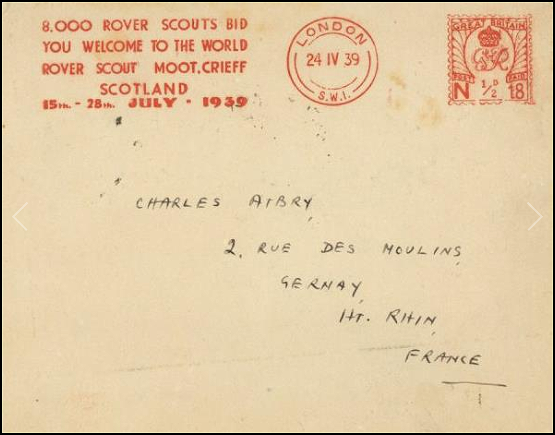 8.000 ROVER SCOUTS BID
YOU WELCOME TO THE WORLD
ROVER SCOUT MOOT.CRIEFF
SCOTLAND
15TH. - 28TH. JULY · 1939
LONDON
24 IV 39
S.W.I.
GREAT BRITAIN
POST PAID
N ½D 18
CHARLES AIBRY,
2, RUE DES MOULINS,
GERNAY,
HT. RHIN,
FRANCE